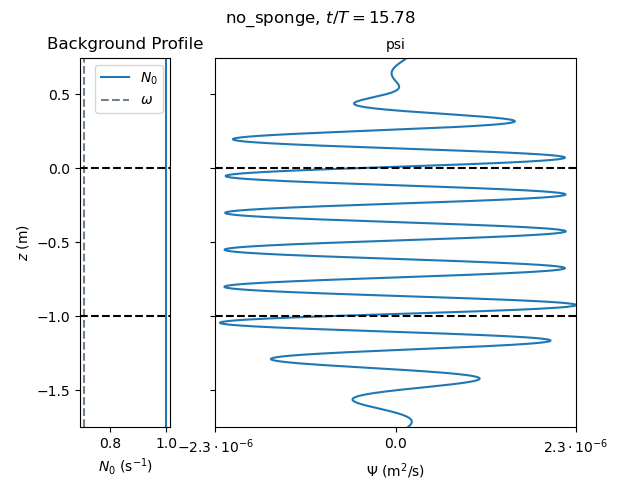 no_sponge, t/T = 15.78
Background Profile
psi
N₀
ω
0.5
0.0
−0.5
−1.0
−1.5
z (m)
0.8 1.0
N₀ (s⁻¹)
−2.3 · 10⁻⁶ 0.0 2.3 · 10⁻⁶
Ψ (m²/s)